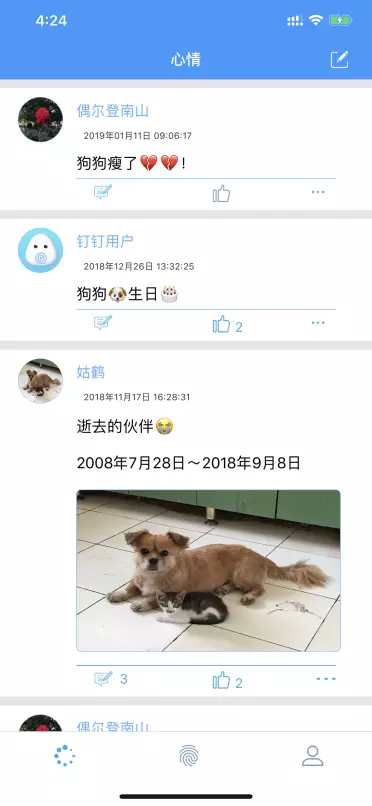 4:24
心情
偶尔登南山
2019年01月11日 09:06:17
狗狗瘦了💔💔！
钉钉用户
2018年12月26日 13:32:25
狗狗🐶生日🎂
2
姑鹤
2018年11月17日 16:28:31
逝去的伙伴😭
2008年7月28日～2018年9月8日
3 2
偶尔登南山